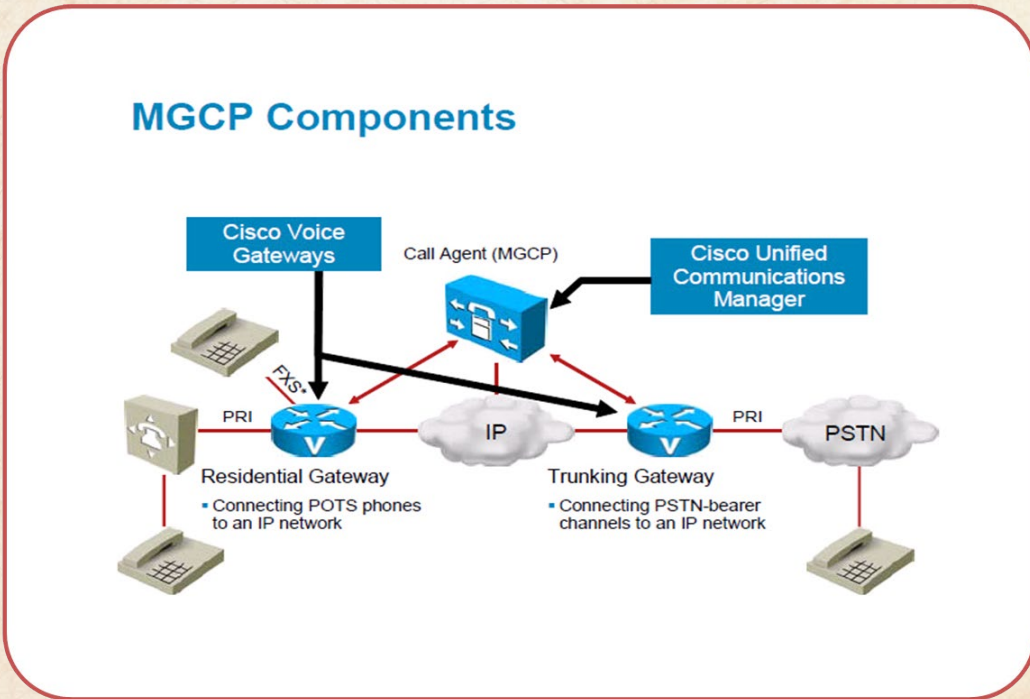 MGCP Components
Cisco Voice
Gateways
Call Agent (MGCP)
Cisco Unified
Communications
Manager
FXS*
PRI
V
IP
V
PRI
PSTN
Residential Gateway
▪ Connecting POTS phones
to an IP network
Trunking Gateway
▪ Connecting PSTN-bearer
channels to an IP network